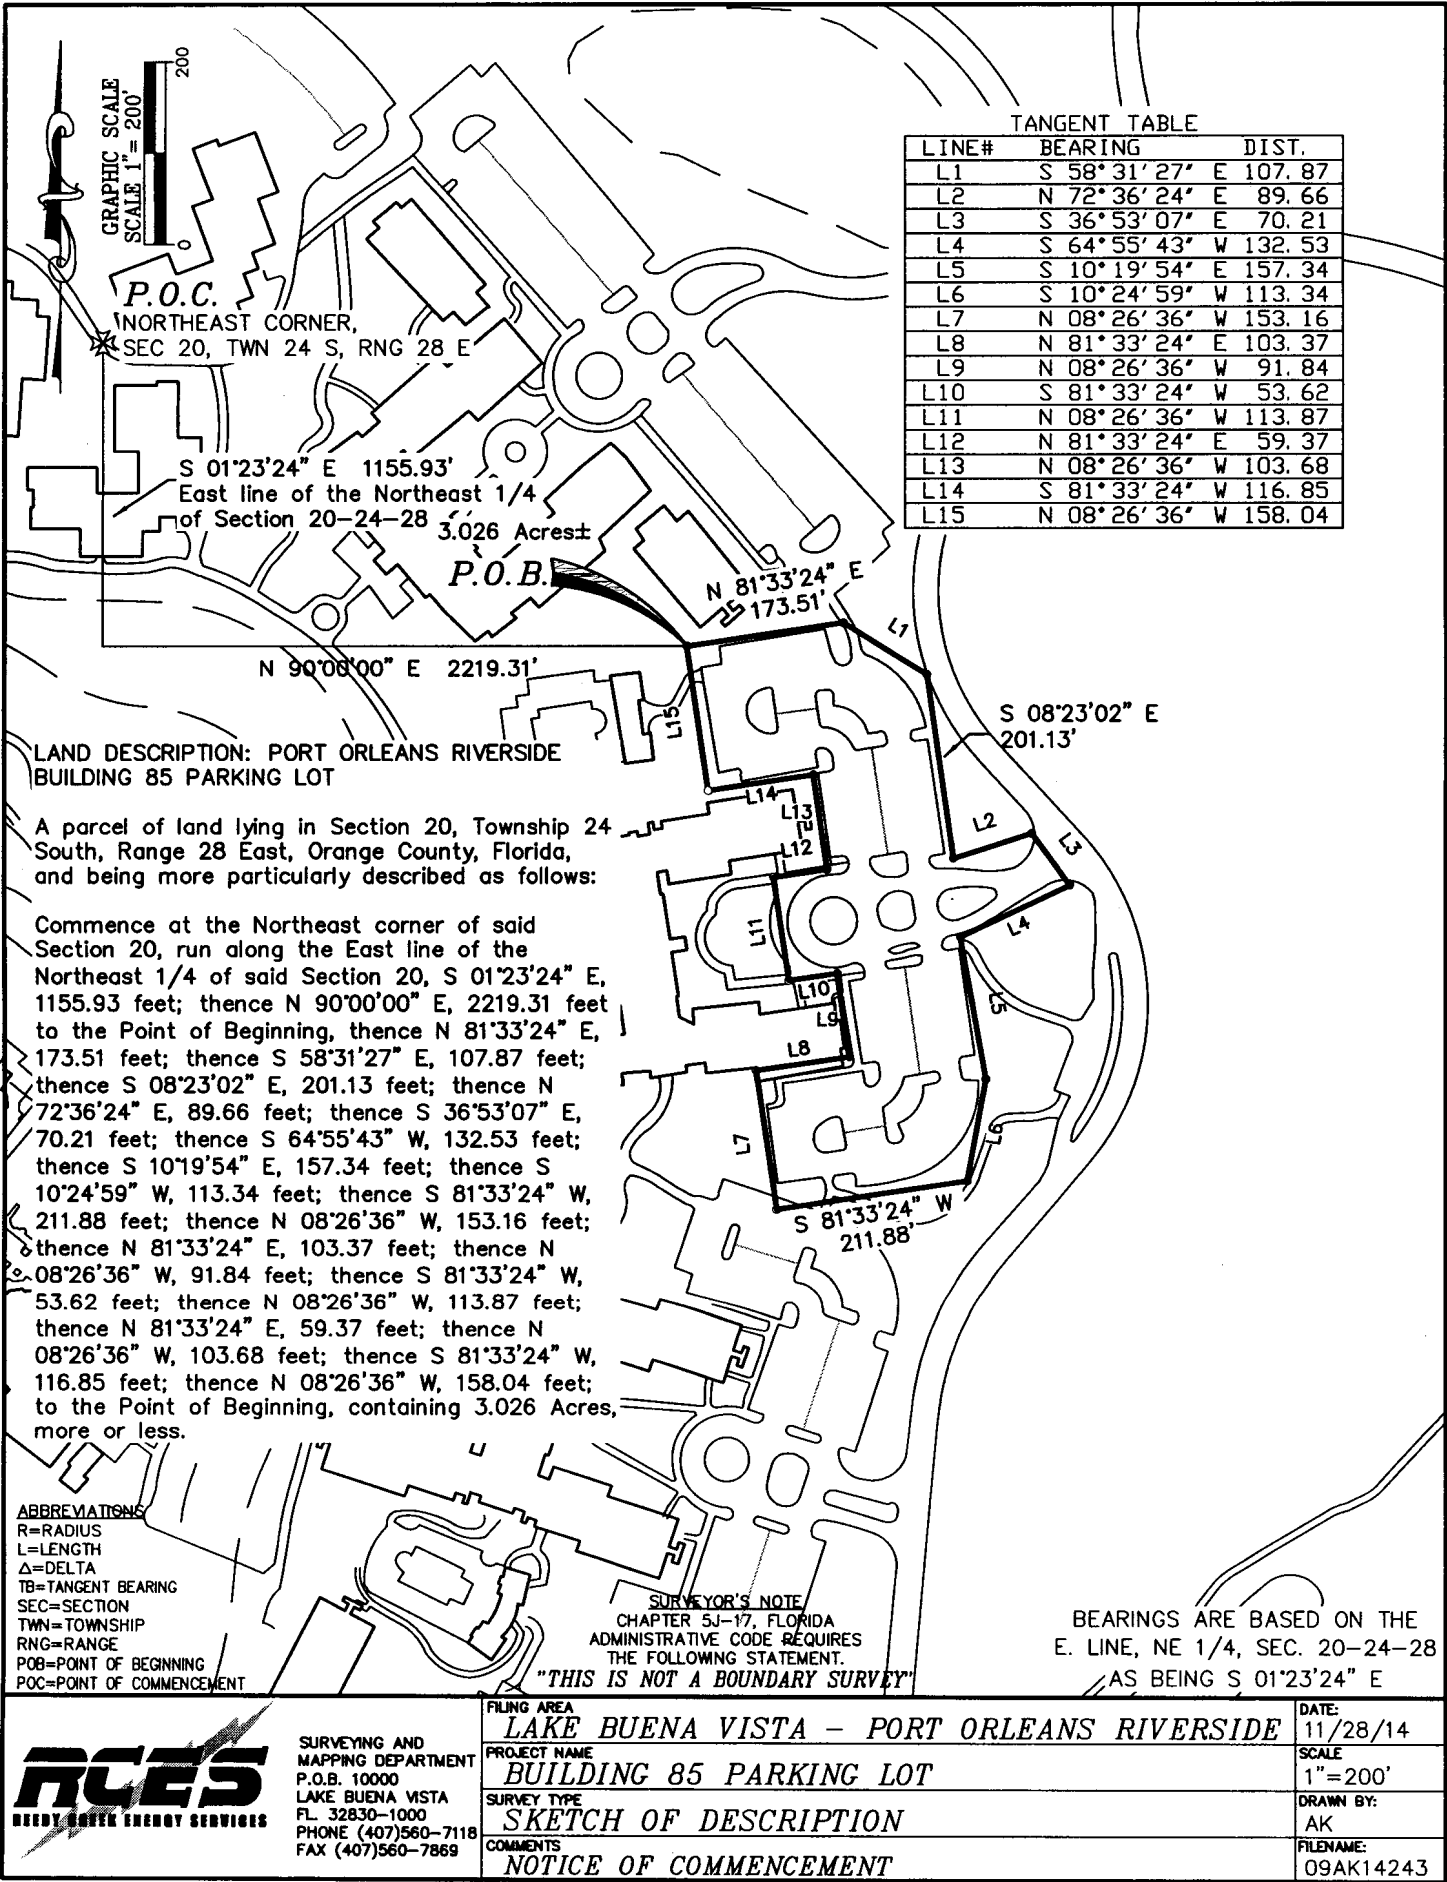 GRAPHIC SCALE
SCALE 1"= 200'
0
200
P.O.C.
NORTHEAST CORNER,
SEC 20, TWN 24 S, RNG 28 E
TANGENT TABLE
LINE# BEARING DIST.
L1 S 58°31'27" E 107.87
L2 N 72°36'24" E 89.66
L3 S 36°53'07" E 70.21
L4 S 64°55'43" W 132.53
L5 S 10°19'54" E 157.34
L6 S 10°24'59" W 113.34
L7 N 08°26'36" W 153.16
L8 N 81°33'24" E 103.37
L9 N 08°26'36" W 91.84
L10 S 81°33'24" W 53.62
L11 N 08°26'36" W 113.87
L12 N 81°33'24" E 59.37
L13 N 08°26'36" W 103.68
L14 S 81°33'24" W 116.85
L15 N 08°26'36" W 158.04
S 01°23'24" E 1155.93'
East line of the Northeast 1/4
of Section 20-24-28
3.026 Acres±
P.O.B.
N 81°33'24" E
173.51'
L1
N 90°00'00" E 2219.31'
L15
S 08°23'02" E
201.13'
L14
L13
L12
L2
L3
L4
L11
L10
L9
L8
L5
L7
L6
S 81°33'24" W
211.88'
LAND DESCRIPTION: PORT ORLEANS RIVERSIDE
BUILDING 85 PARKING LOT
A parcel of land lying in Section 20, Township 24
South, Range 28 East, Orange County, Florida,
and being more particularly described as follows:
Commence at the Northeast corner of said
Section 20, run along the East line of the
Northeast 1/4 of said Section 20, S 01°23'24" E,
1155.93 feet; thence N 90°00'00" E, 2219.31 feet
to the Point of Beginning, thence N 81°33'24" E,
173.51 feet; thence S 58°31'27" E, 107.87 feet;
thence S 08°23'02" E, 201.13 feet; thence N
72°36'24" E, 89.66 feet; thence S 36°53'07" E,
70.21 feet; thence S 64°55'43" W, 132.53 feet;
thence S 10°19'54" E, 157.34 feet; thence S
10°24'59" W, 113.34 feet; thence S 81°33'24" W,
211.88 feet; thence N 08°26'36" W, 153.16 feet;
thence N 81°33'24" E, 103.37 feet; thence N
08°26'36" W, 91.84 feet; thence S 81°33'24" W,
53.62 feet; thence N 08°26'36" W, 113.87 feet;
thence N 81°33'24" E, 59.37 feet; thence N
08°26'36" W, 103.68 feet; thence S 81°33'24" W,
116.85 feet; thence N 08°26'36" W, 158.04 feet;
to the Point of Beginning, containing 3.026 Acres,
more or less.
ABBREVIATIONS
R=RADIUS
L=LENGTH
Δ=DELTA
TB=TANGENT BEARING
SEC=SECTION
TWN=TOWNSHIP
RNG=RANGE
POB=POINT OF BEGINNING
POC=POINT OF COMMENCEMENT
SURVEYOR'S NOTE
CHAPTER 5J-17, FLORIDA
ADMINISTRATIVE CODE REQUIRES
THE FOLLOWING STATEMENT.
"THIS IS NOT A BOUNDARY SURVEY"
BEARINGS ARE BASED ON THE
E. LINE, NE 1/4, SEC. 20-24-28
AS BEING S 01°23'24" E
RCES
REEDY CREEK ENERGY SERVICES
SURVEYING AND
MAPPING DEPARTMENT
P.O.B. 10000
LAKE BUENA VISTA
FL. 32830-1000
PHONE (407)560-7118
FAX (407)560-7869
FILING AREA
LAKE BUENA VISTA - PORT ORLEANS RIVERSIDE
PROJECT NAME
BUILDING 85 PARKING LOT
SURVEY TYPE
SKETCH OF DESCRIPTION
COMMENTS
NOTICE OF COMMENCEMENT
DATE:
11/28/14
SCALE
1"=200'
DRAWN BY:
AK
FILENAME:
09AK14243